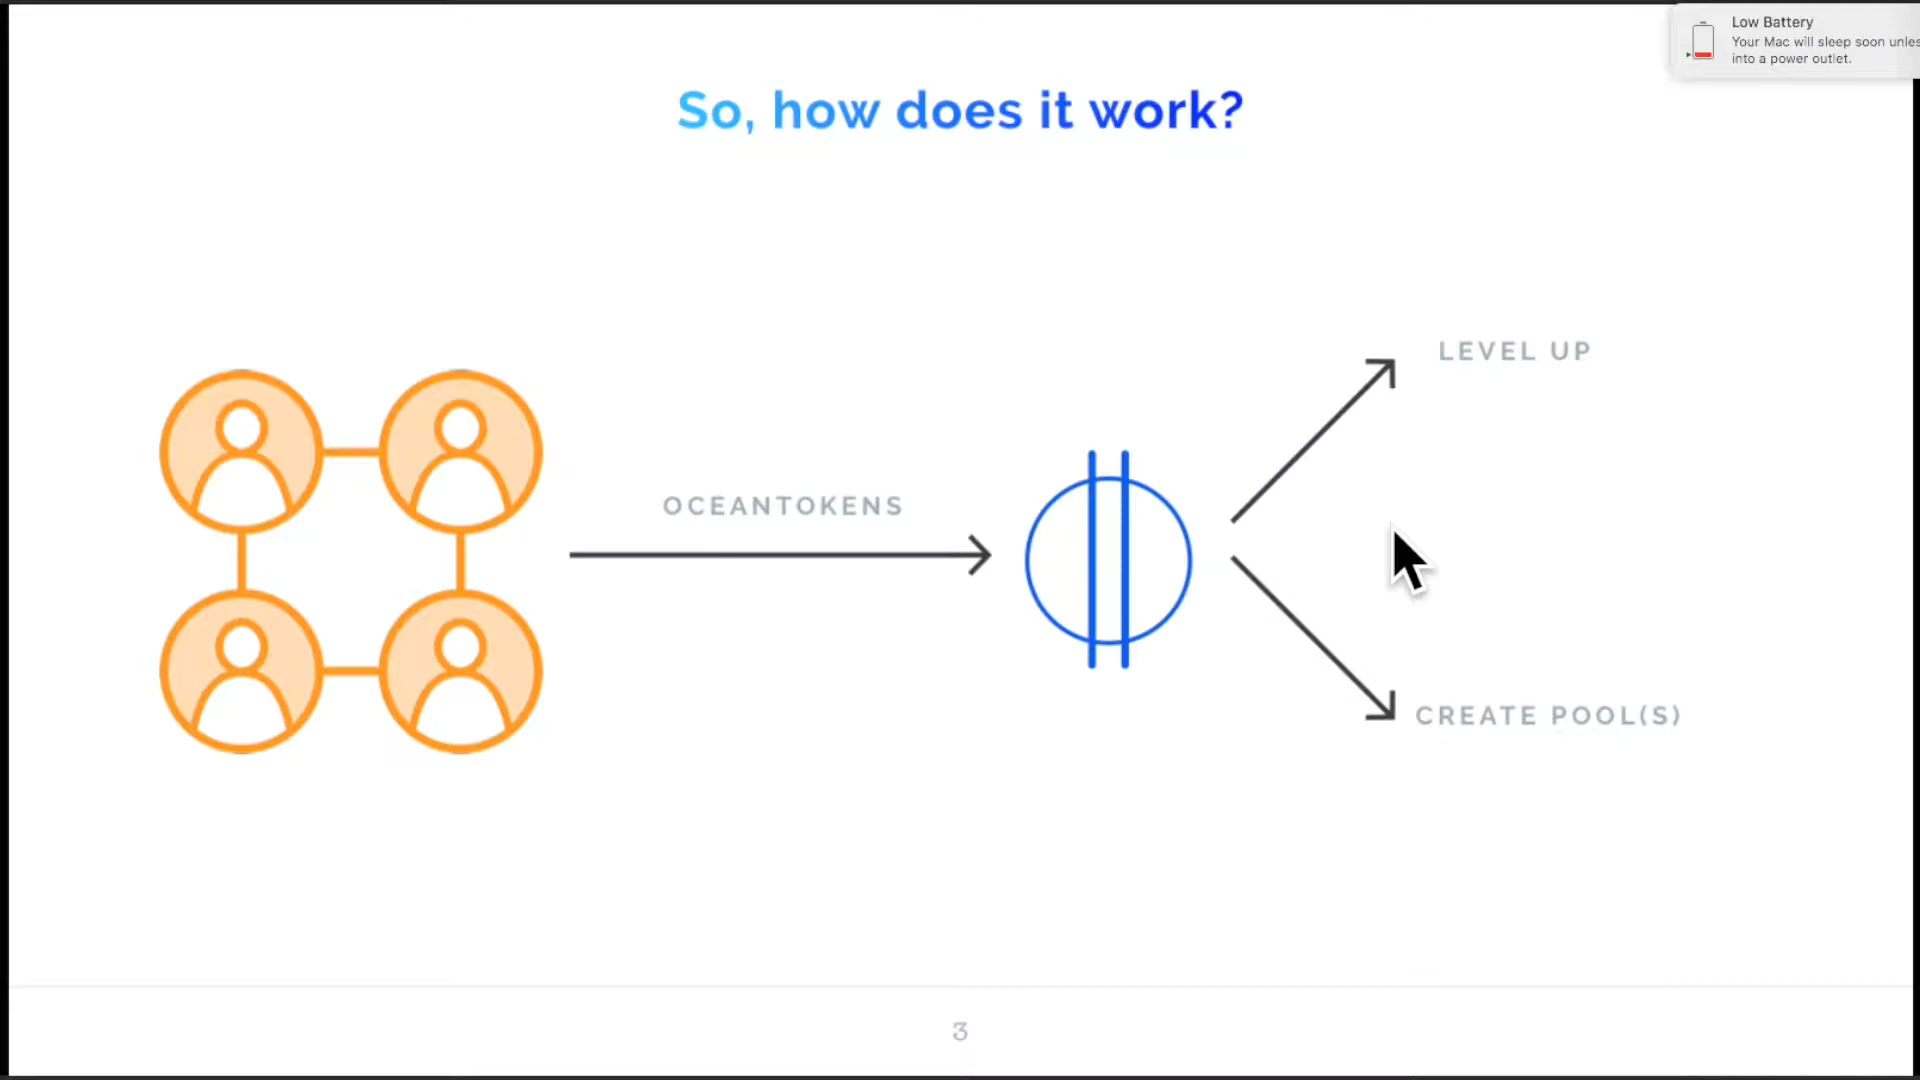 Low Battery
Your Mac will sleep soon
into a power outlet.
So, how does it work?
LEVEL UP
OCEANTOKENS
CREATE POOL(S)
3